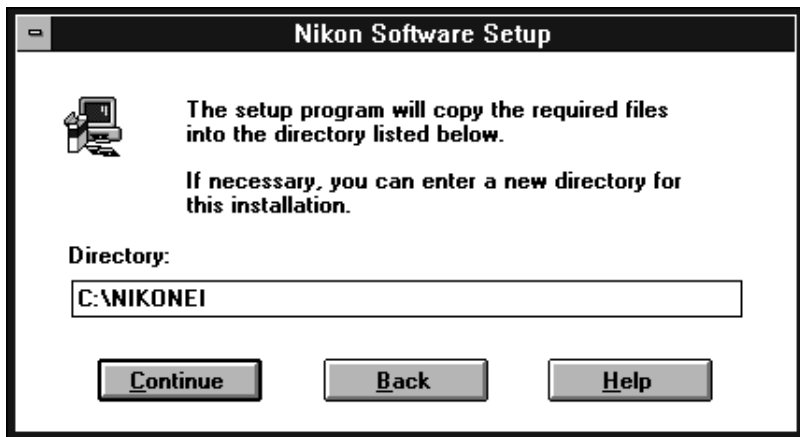 Nikon Software Setup
The setup program will copy the required files
into the directory listed below.
If necessary, you can enter a new directory for
this installation.
Directory:
C:\NIKONEI
Continue
Back
Help